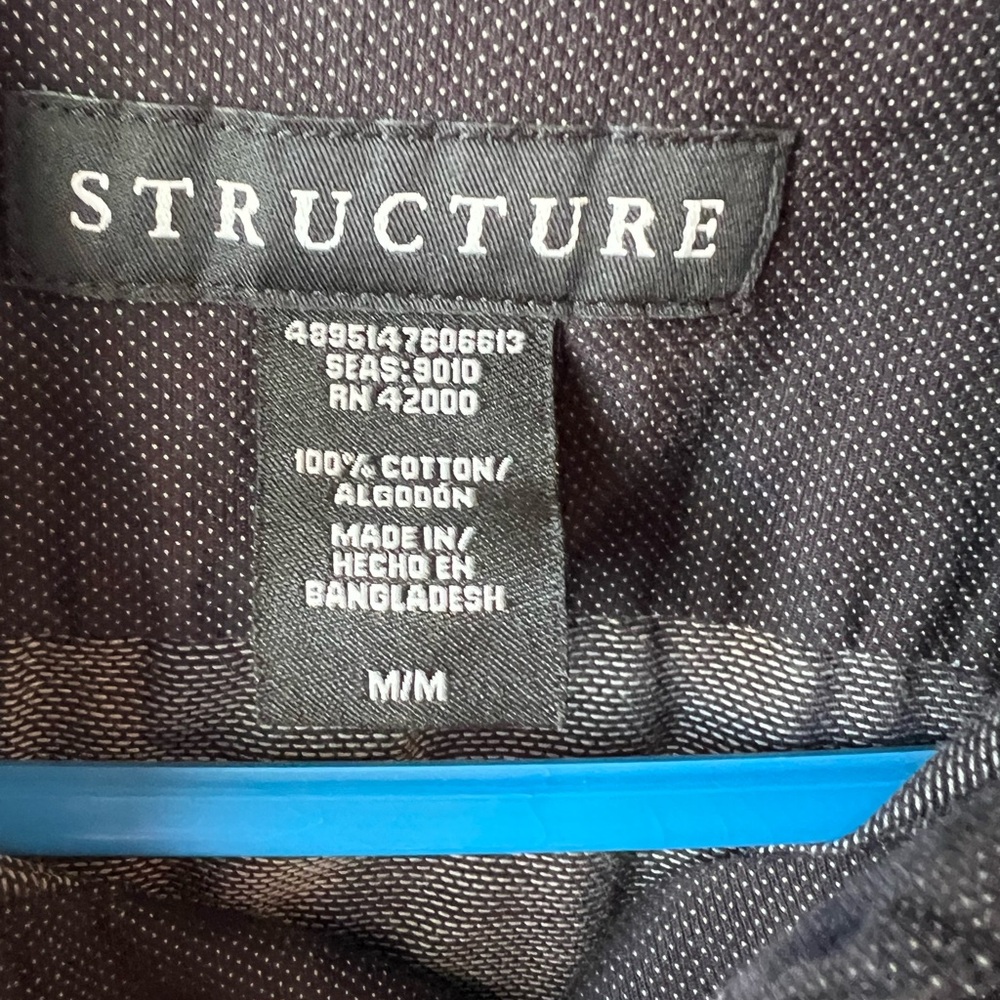 STRUCTURE
4895147606613
SEAS: 9010
RN 42000
100% COTTON/
ALGODÓN
MADE IN/
HECHO EN
BANGLADESH
M/M